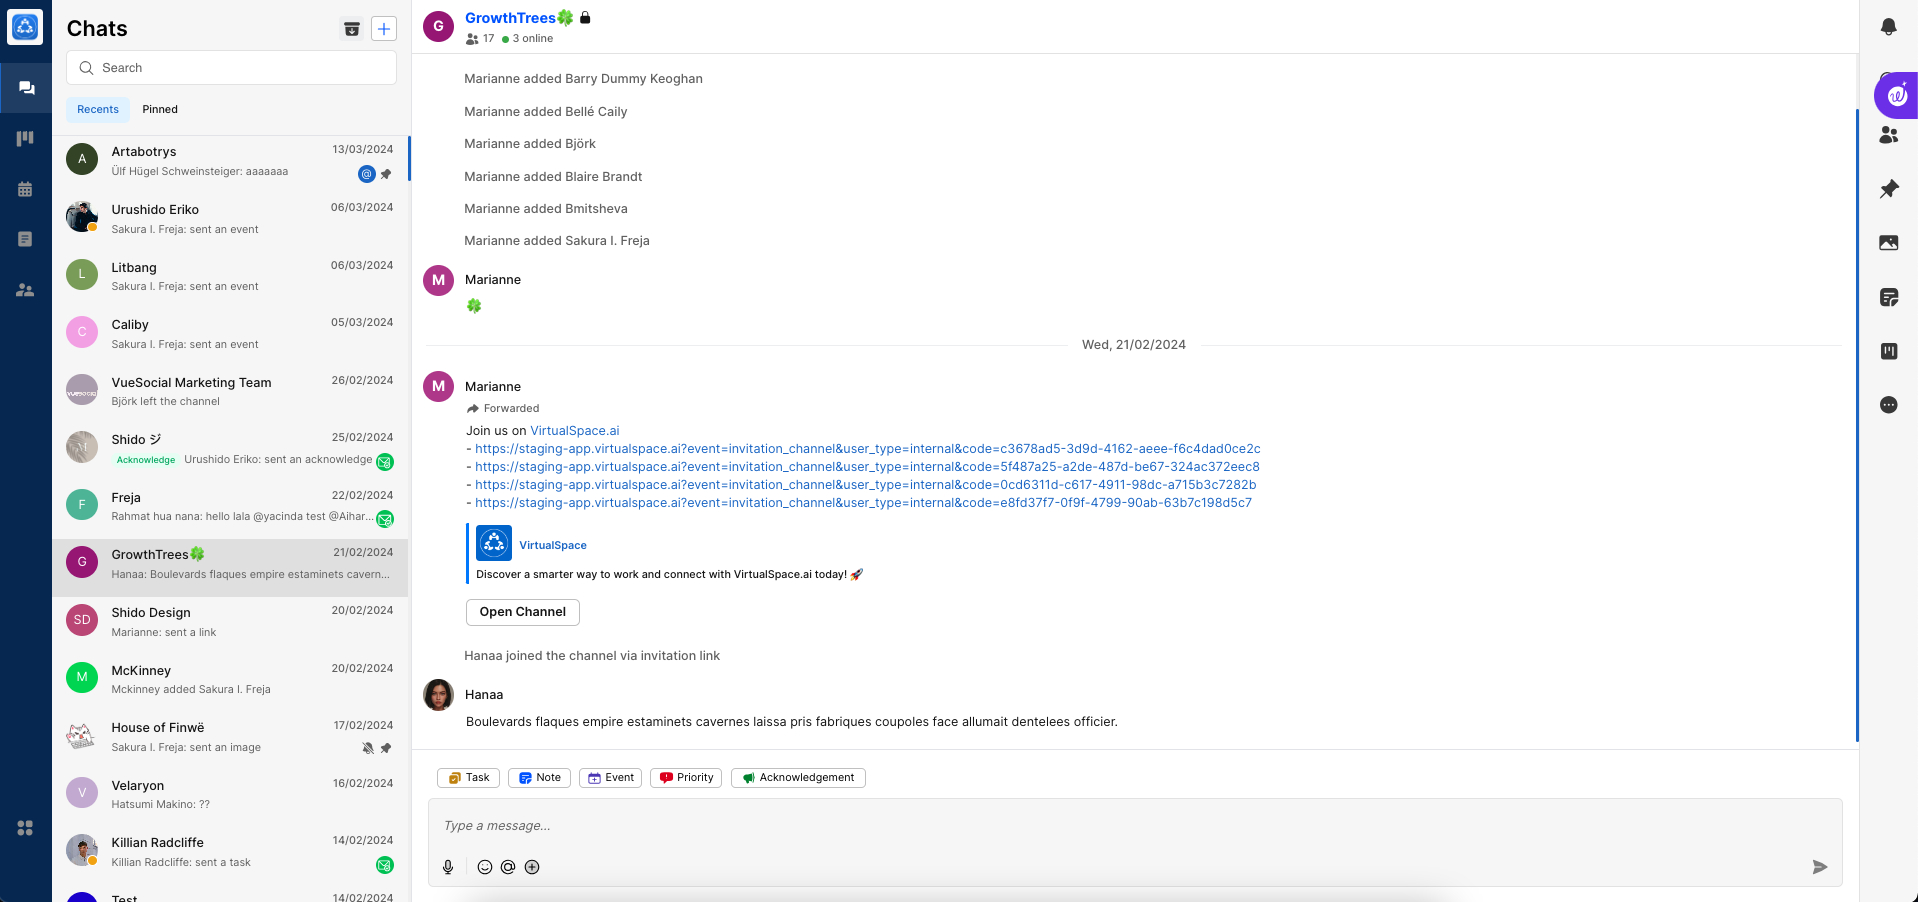 Chats
Search
Recents
Pinned
A
Artabotrys
13/03/2024
Ülf Hügel Schweinsteiger: aaaaaaa
@
Urushido Eriko
06/03/2024
Sakura I. Freja: sent an event
L
Litbang
06/03/2024
Sakura I. Freja: sent an event
C
Caliby
05/03/2024
Sakura I. Freja: sent an event
VueSocial Marketing Team
26/02/2024
Björk left the channel
Shido ジ
25/02/2024
Acknowledge
Urushido Eriko: sent an acknowledge
F
Freja
22/02/2024
Rahmat hua nana: hello lala @yacinda test @Aihar...
G
GrowthTrees🍀
21/02/2024
Hanaa: Boulevards flaques empire estaminets cavern...
SD
Shido Design
20/02/2024
Marianne: sent a link
M
McKinney
20/02/2024
Mckinney added Sakura I. Freja
House of Finwë
17/02/2024
Sakura I. Freja: sent an image
V
Velaryon
16/02/2024
Hatsumi Makino: ??
Killian Radcliffe
14/02/2024
Killian Radcliffe: sent a task
Test
14/02/2024
G
GrowthTrees🍀
17
3 online
Marianne added Barry Dummy Keoghan
Marianne added Bellé Caily
Marianne added Björk
Marianne added Blaire Brandt
Marianne added Bmitsheva
Marianne added Sakura I. Freja
M
Marianne
🍀
Wed, 21/02/2024
M
Marianne
Forwarded
Join us on VirtualSpace.ai
- https://staging-app.virtualspace.ai?event=invitation_channel&user_type=internal&code=c3678ad5-3d9d-4162-aeee-f6c4dad0ce2c
- https://staging-app.virtualspace.ai?event=invitation_channel&user_type=internal&code=5f487a25-a2de-487d-be67-324ac372eec8
- https://staging-app.virtualspace.ai?event=invitation_channel&user_type=internal&code=0cd6311d-c617-4911-98dc-a715b3c7282b
- https://staging-app.virtualspace.ai?event=invitation_channel&user_type=internal&code=e8fd37f7-0f9f-4799-90ab-63b7c198d5c7
VirtualSpace
Discover a smarter way to work and connect with VirtualSpace.ai today! 🚀
Open Channel
Hanaa joined the channel via invitation link
Hanaa
Boulevards flaques empire estaminets cavernes laissa pris fabriques coupoles face allumait dentelees officier.
Task
Note
Event
Priority
Acknowledgement
Type a message...